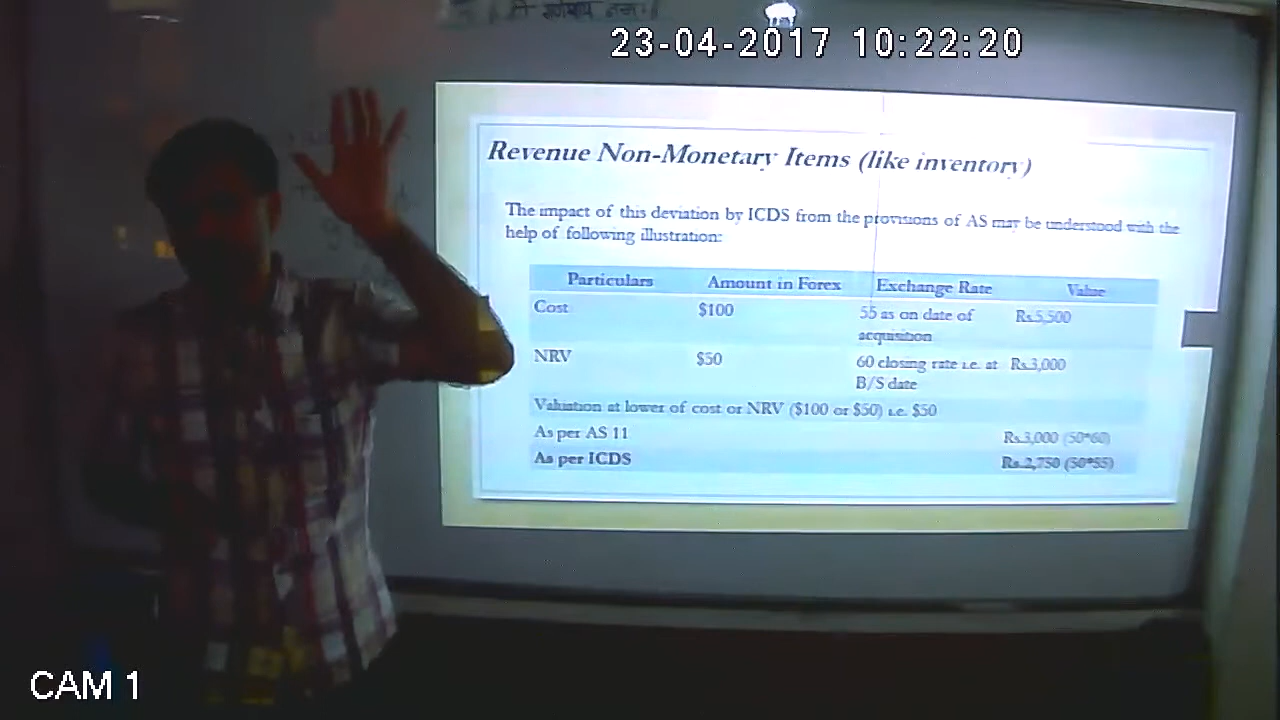 23-04-2017 10:22:20
Revenue Non-Monetary Items (like inventory)
The impact of this deviation by ICDS from the provisions of AS may be understood with the
help of following illustration:
Particulars Amount in Forex Exchange Rate Value
Cost $100 55 as on date of Rs.5,500
acquisition
NRV $50 60 closing rate i.e. at Rs.3,000
B/S date
Valuation at lower of cost or NRV ($100 or $50) i.e. $50
As per AS 11 Rs.3,000 (50*60)
As per ICDS Rs.2,750 (50*55)
CAM 1